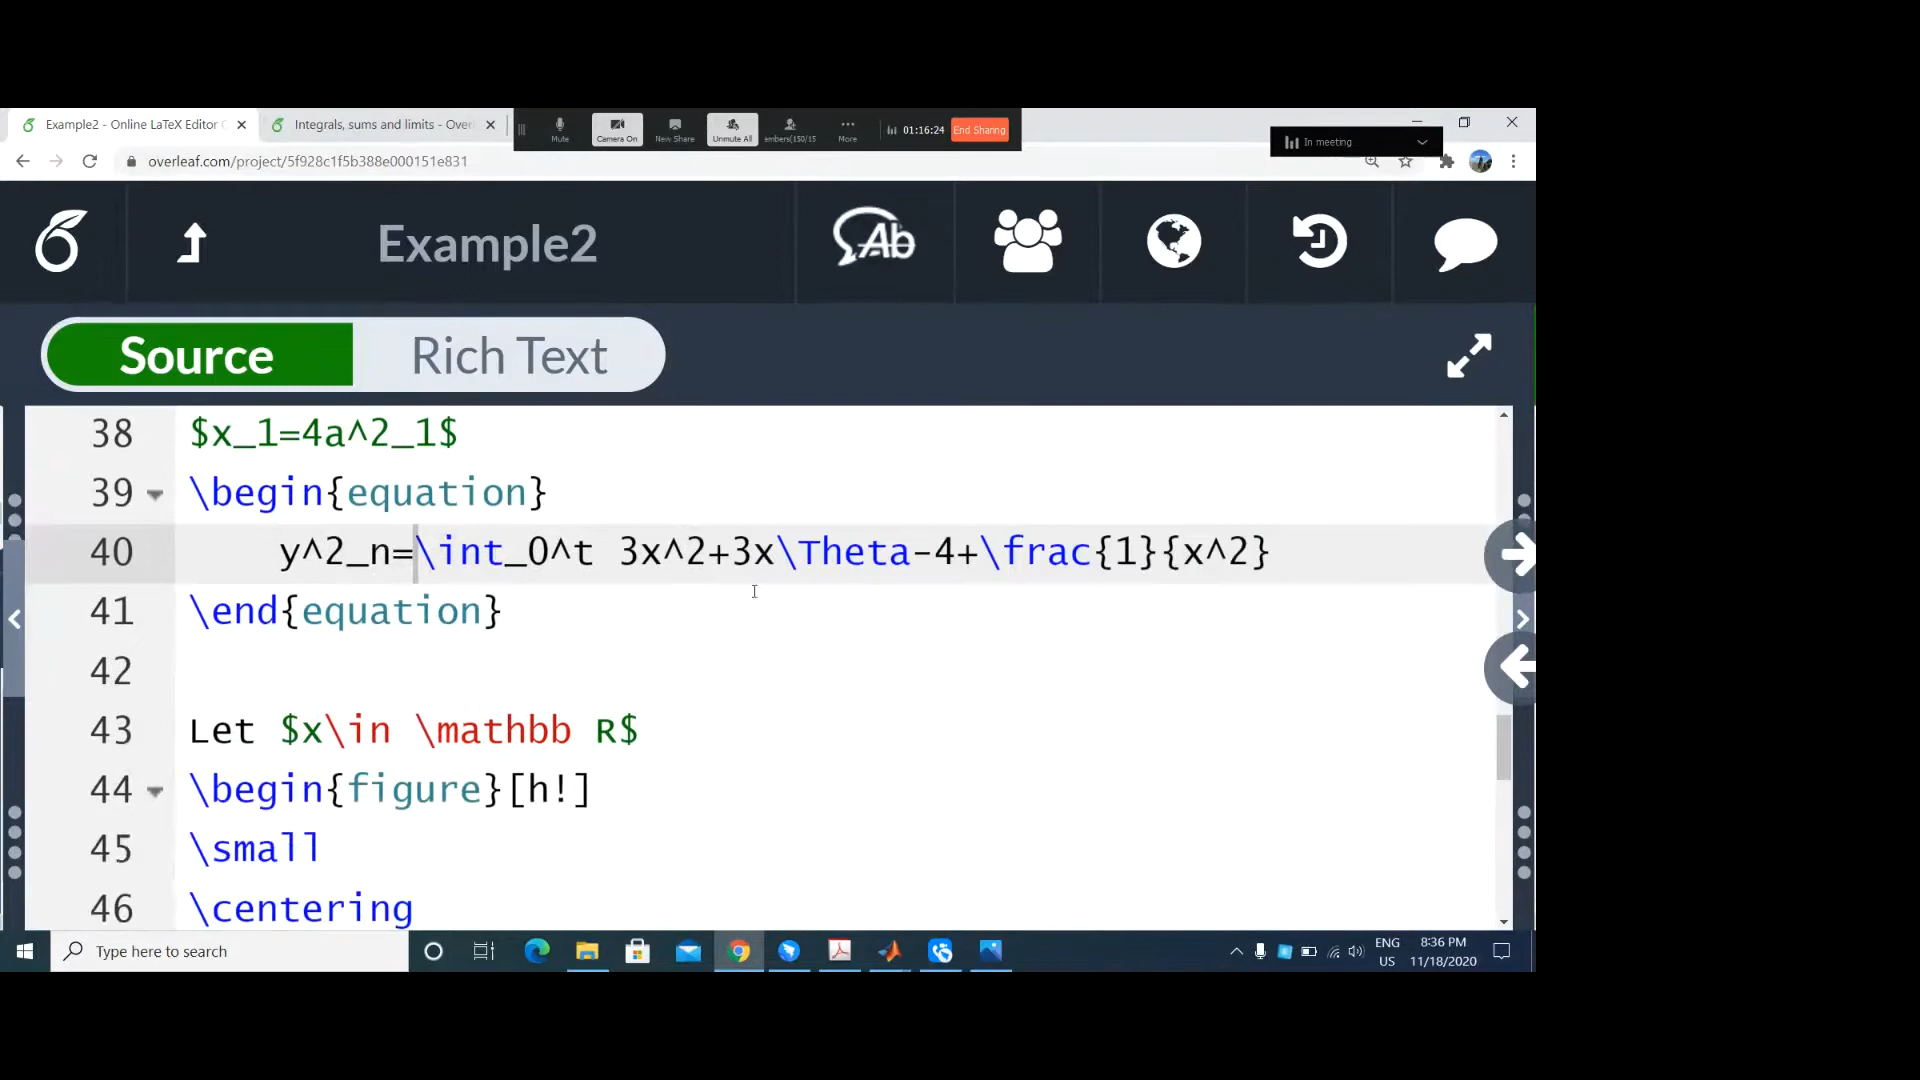 Example2 - Online LaTeX Editor
Integrals, sums and limits - Over
Mute
Camera On
New Share
Unmute All
embers(150/15
More
01:16:24
End Sharing
In meeting
overleaf.com/project/5f928c1f5b388e000151e831
Example2
Ab
Source
Rich Text
38 $x_1=4a^2_1$
39 \begin{equation}
40 y^2_n=\int_0^t 3x^2+3x\Theta-4+\frac{1}{x^2}
41 \end{equation}
42
43 Let $x\in \mathbb R$
44 \begin{figure}[h!]
45 \small
46 \centering
Type here to search
ENG
US
8:36 PM
11/18/2020